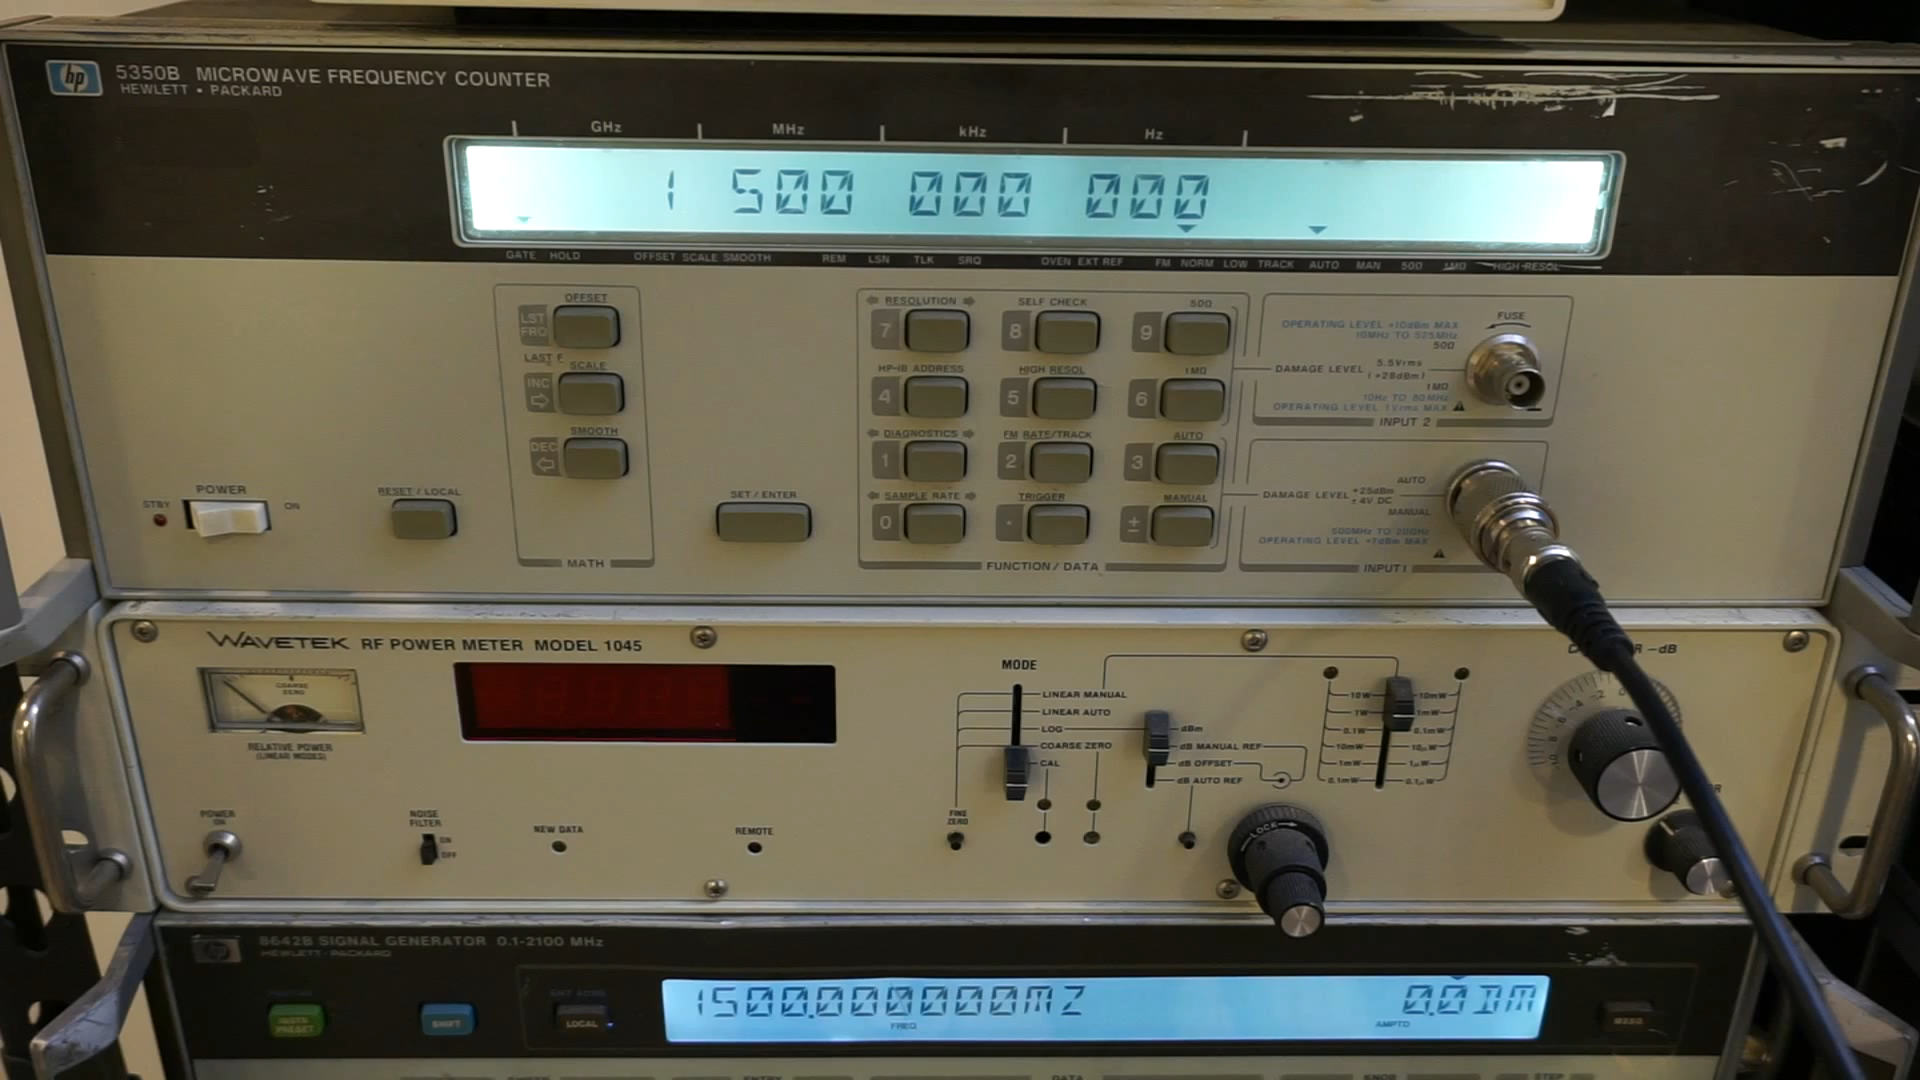 hp
5350B MICROWAVE FREQUENCY COUNTER
HEWLETT • PACKARD
GHz MHz kHz Hz
1 500 000 000
GATE HOLD OFFSET SCALE SMOOTH REM LSN TLK SRQ OVEN EXT REF FM NORM LOW TRACK AUTO MAN 50Ω 1MΩ HIGH RESOL
OFFSET
LST FRQ
SCALE
INC
SMOOTH
DEC
MATH
POWER
STBY ON
RESET / LOCAL
SET / ENTER
RESOLUTION SELF CHECK 50Ω
7 8 9
HP-IB ADDRESS HIGH RESOL 1MΩ
4 5 6
DIAGNOSTICS FM RATE/TRACK AUTO
1 2 3
SAMPLE RATE TRIGGER MANUAL
0 . ±
FUNCTION / DATA
FUSE
OPERATING LEVEL +10dBm MAX
10MHz TO 525MHz
50Ω
DAMAGE LEVEL 5.5Vrms (+28dBm)
1MΩ
10Hz TO 80MHz
OPERATING LEVEL 1Vrms MAX
INPUT 2
AUTO
DAMAGE LEVEL +25dBm ±4V DC
MANUAL
500MHz TO 20GHz
OPERATING LEVEL +7dBm MAX
INPUT 1
WAVETEK RF POWER METER MODEL 1045
COARSE ZERO
RELATIVE POWER
(LINEAR MODES)
POWER
ON
NOISE FILTER
ON
OFF
NEW DATA
REMOTE
MODE
LINEAR MANUAL
LINEAR AUTO
LOG
COARSE ZERO
CAL
FINE ZERO
dBm
dB MANUAL REF
dB OFFSET
dB AUTO REF
LOCK
10W 10mW
1W 1mW
0.1W 0.1mW
10mW 10μW
1mW 1μW
0.1mW 0.1μW
-dB
hp
8642B SIGNAL GENERATOR 0.1-2100 MHz
HEWLETT • PACKARD
INSTR PRESET
SHIFT
LOCAL
1500.000000MZ 0.0DM
FREQ AMPTD
ENTRY DATA KNOB STEP